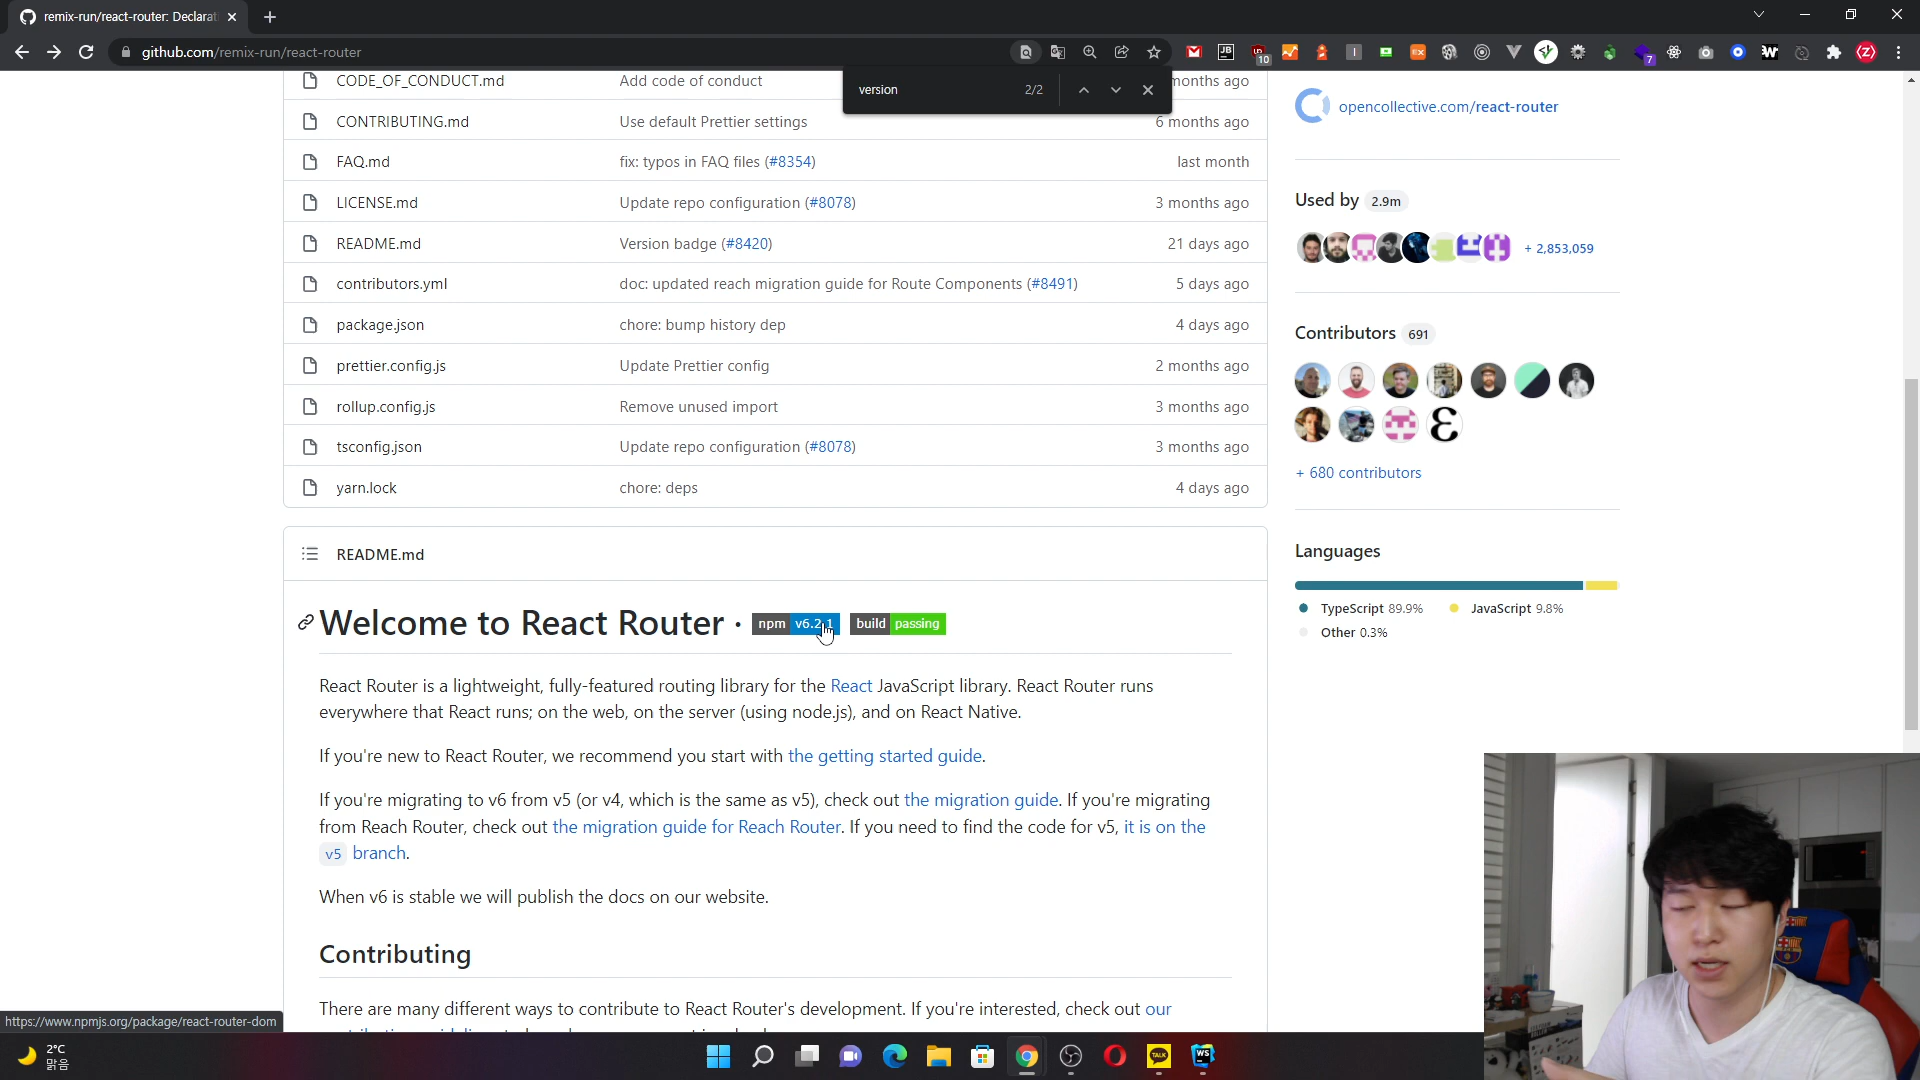 remix-run/react-router: Declarat
github.com/remix-run/react-router
10
7
version 2/2
CODE_OF_CONDUCT.md Add code of conduct months ago
CONTRIBUTING.md Use default Prettier settings 6 months ago
FAQ.md fix: typos in FAQ files (#8354) last month
LICENSE.md Update repo configuration (#8078) 3 months ago
README.md Version badge (#8420) 21 days ago
contributors.yml doc: updated reach migration guide for Route Components (#8491) 5 days ago
package.json chore: bump history dep 4 days ago
prettier.config.js Update Prettier config 2 months ago
rollup.config.js Remove unused import 3 months ago
tsconfig.json Update repo configuration (#8078) 3 months ago
yarn.lock chore: deps 4 days ago
README.md
Welcome to React Router · npm v6.2.1 build passing
React Router is a lightweight, fully-featured routing library for the React JavaScript library. React Router runs
everywhere that React runs; on the web, on the server (using node.js), and on React Native.
If you're new to React Router, we recommend you start with the getting started guide.
If you're migrating to v6 from v5 (or v4, which is the same as v5), check out the migration guide. If you're migrating
from Reach Router, check out the migration guide for Reach Router. If you need to find the code for v5, it is on the
v5 branch.
When v6 is stable we will publish the docs on our website.
Contributing
There are many different ways to contribute to React Router's development. If you're interested, check out our
opencollective.com/react-router
Used by 2.9m
+ 2,853,059
Contributors 691
+ 680 contributors
Languages
TypeScript 89.9% JavaScript 9.8%
Other 0.3%
https://www.npmjs.org/package/react-router-dom
2°C
맑음
TALK
WS